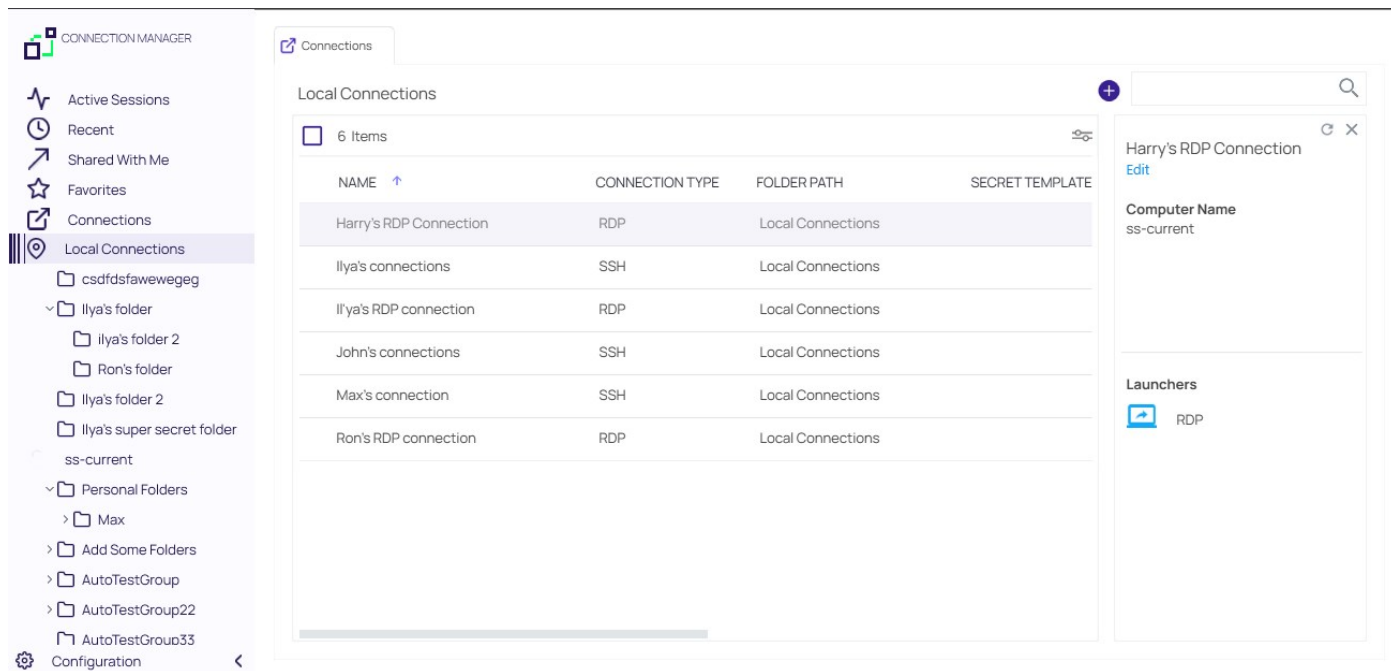 CONNECTION MANAGER
Active Sessions
Recent
Shared With Me
Favorites
Connections
Local Connections
csdfdsfawewegeg
Ilya's folder
ilya's folder 2
Ron's folder
Ilya's folder 2
Ilya's super secret folder
ss-current
Personal Folders
Max
Add Some Folders
AutoTestGroup
AutoTestGroup22
AutoTestGroup33
Configuration
Connections
Local Connections
6 Items
NAME CONNECTION TYPE FOLDER PATH SECRET TEMPLATE
Harry's RDP Connection RDP Local Connections
Ilya's connections SSH Local Connections
Il'ya's RDP connection RDP Local Connections
John's connections SSH Local Connections
Max's connection SSH Local Connections
Ron's RDP connection RDP Local Connections
Harry's RDP Connection
Edit
Computer Name
ss-current
Launchers
RDP